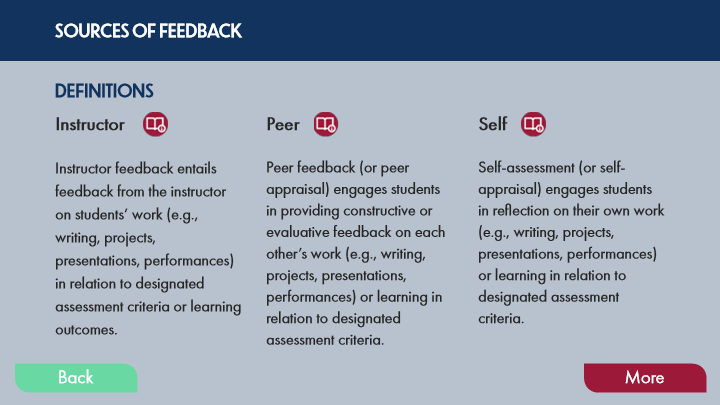 SOURCES OF FEEDBACK
DEFINITIONS
Instructor
Instructor feedback entails
feedback from the instructor
on students’ work (e.g.,
writing, projects,
presentations, performances)
in relation to designated
assessment criteria or learning
outcomes.
Peer
Peer feedback (or peer
appraisal) engages students
in providing constructive or
evaluative feedback on each
other’s work (e.g., writing,
projects, presentations,
performances) or learning in
relation to designated
assessment criteria.
Self
Self-assessment (or self-
appraisal) engages students
in reflection on their own work
(e.g., writing, projects,
presentations, performances)
or learning in relation to
designated assessment
criteria.
Back
More